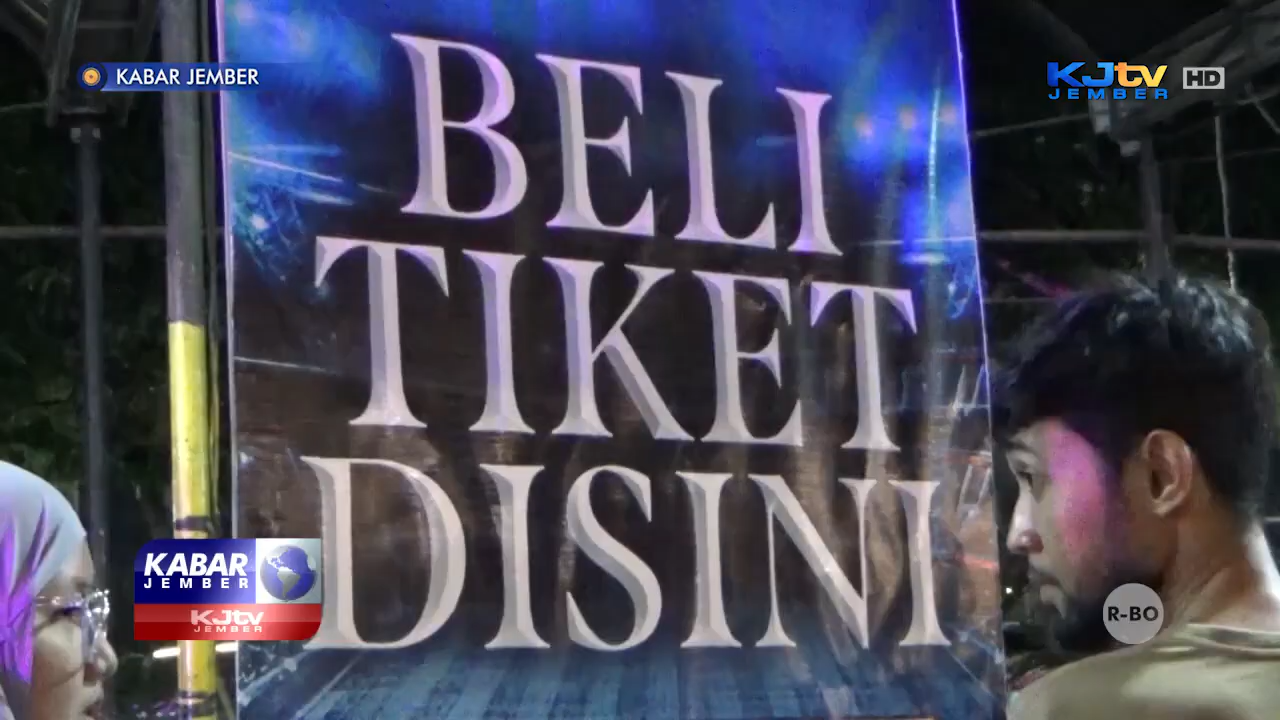 KABAR JEMBER
KJtv HD
JEMBER
BELI
TIKET
DISINI
KABAR
JEMBER
KJtv
JEMBER
R-BO